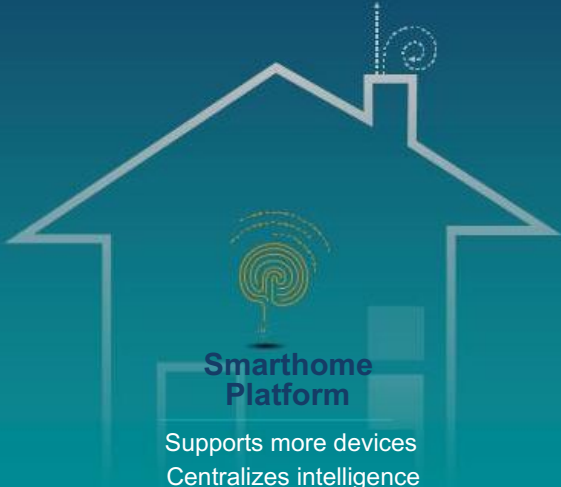 Smarthome
Platform
Supports more devices
Centralizes intelligence